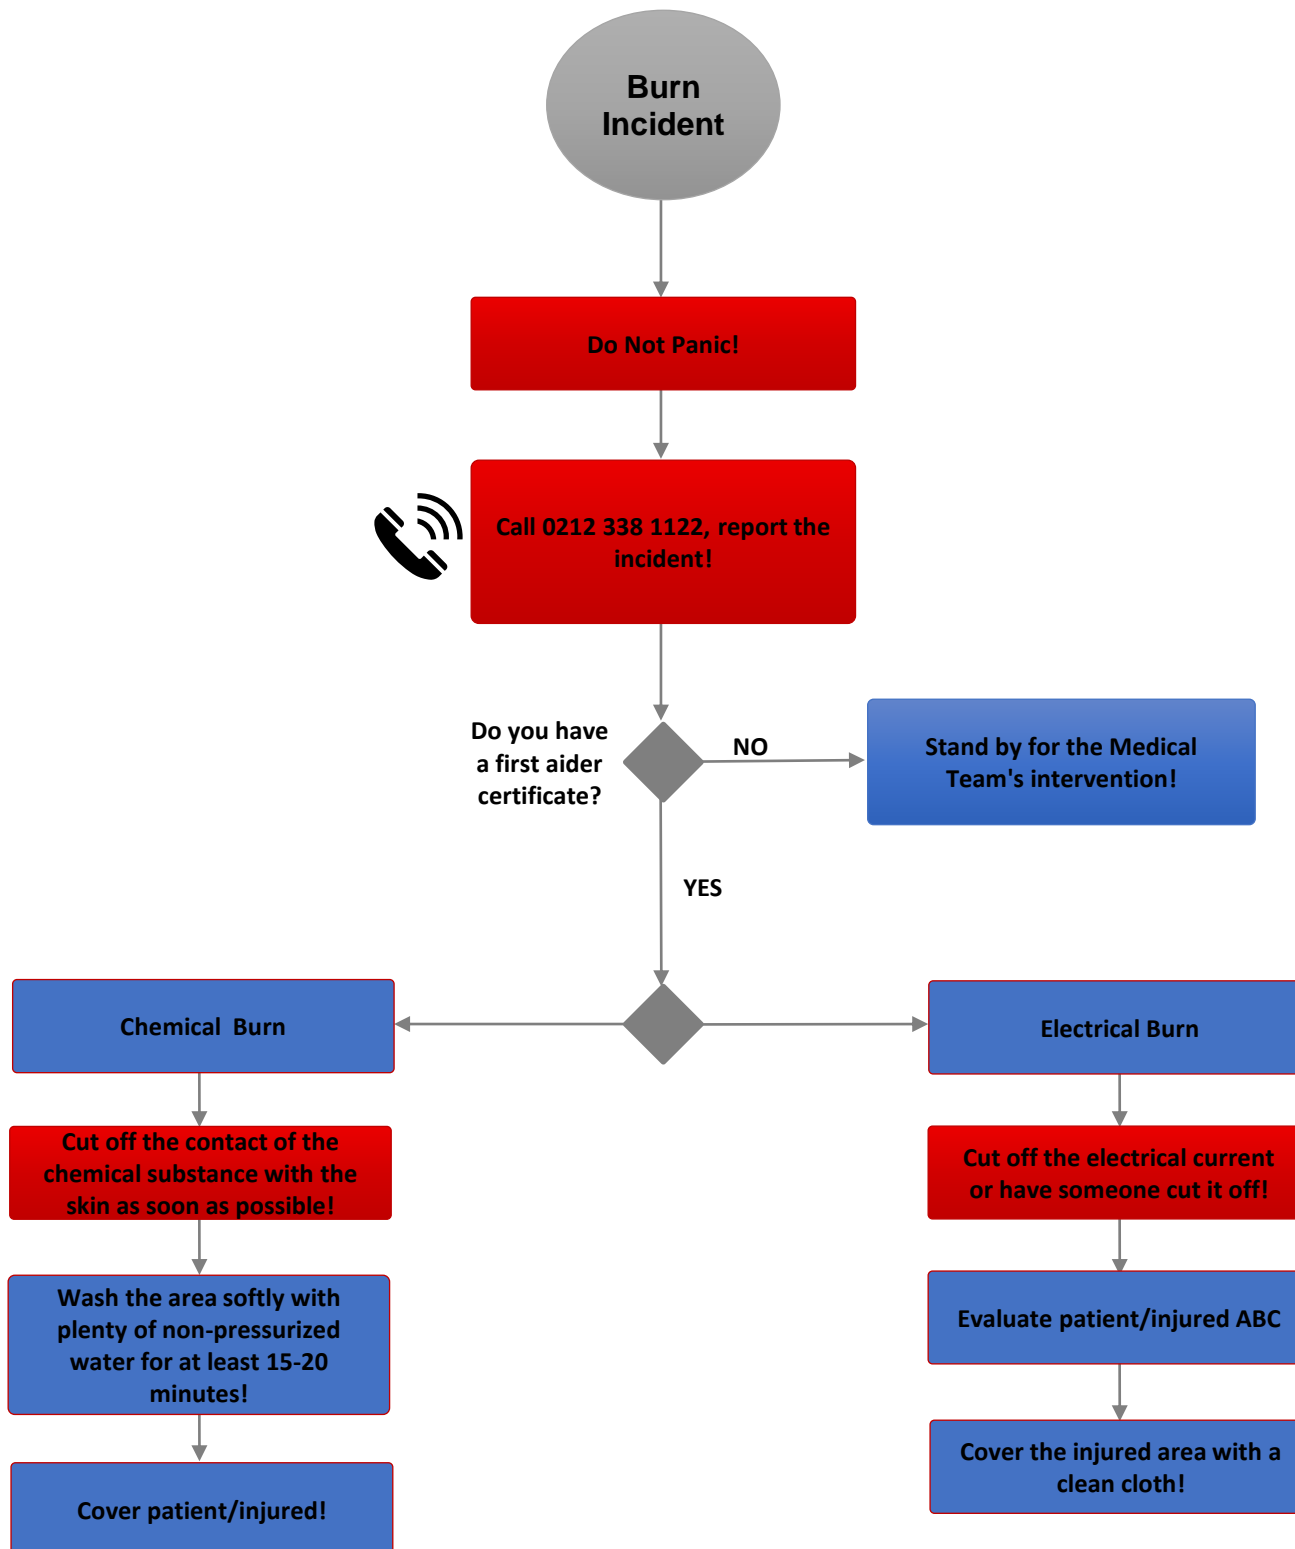 Burn
Incident
Do Not Panic!
Call 0212 338 1122, report the
incident!
Do you have
a first aider
certificate?
NO
Stand by for the Medical
Team's intervention!
YES
Chemical  Burn
Electrical Burn
Cut off the contact of the
chemical substance with the
skin as soon as possible!
Cut off the electrical current
or have someone cut it off!
Wash the area softly with
plenty of non-pressurized
water for at least 15-20
minutes!
Evaluate patient/injured ABC
Cover the injured area with a
clean cloth!
Cover patient/injured!